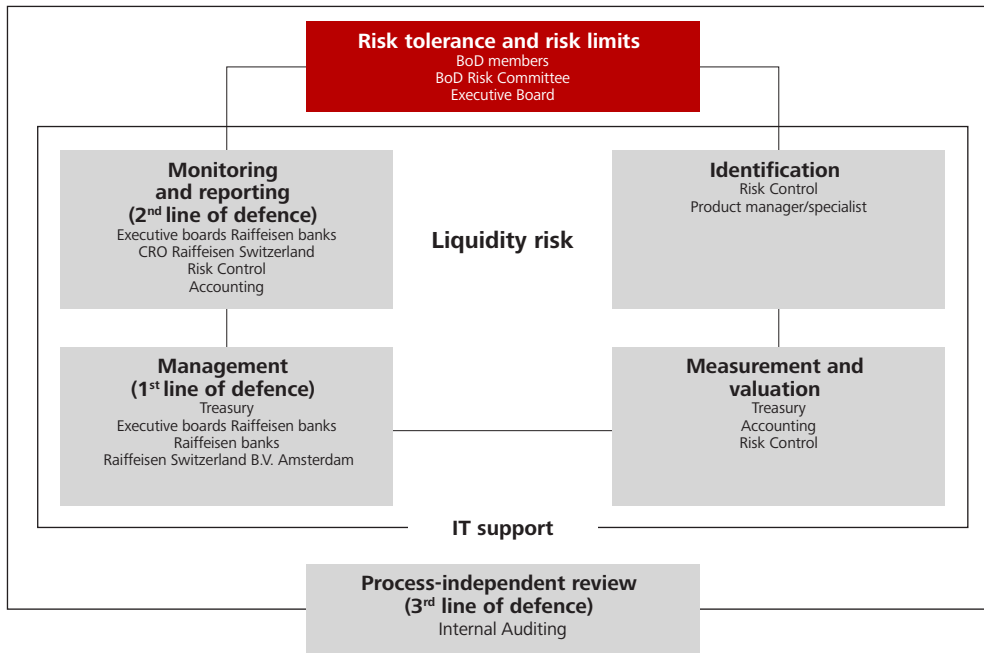 Risk tolerance and risk limits
BoD members
BoD Risk Committee
Executive Board
Monitoring
and reporting
(2nd line of defence)
Executive boards Raiffeisen banks
CRO Raiffeisen Switzerland
Risk Control
Accounting
Identification
Risk Control
Product manager/specialist
Liquidity risk
Management
(1st line of defence)
Treasury
Executive boards Raiffeisen banks
Raiffeisen banks
Raiffeisen Switzerland B.V. Amsterdam
Measurement and
valuation
Treasury
Accounting
Risk Control
IT support
Process-independent review
(3rd line of defence)
Internal Auditing